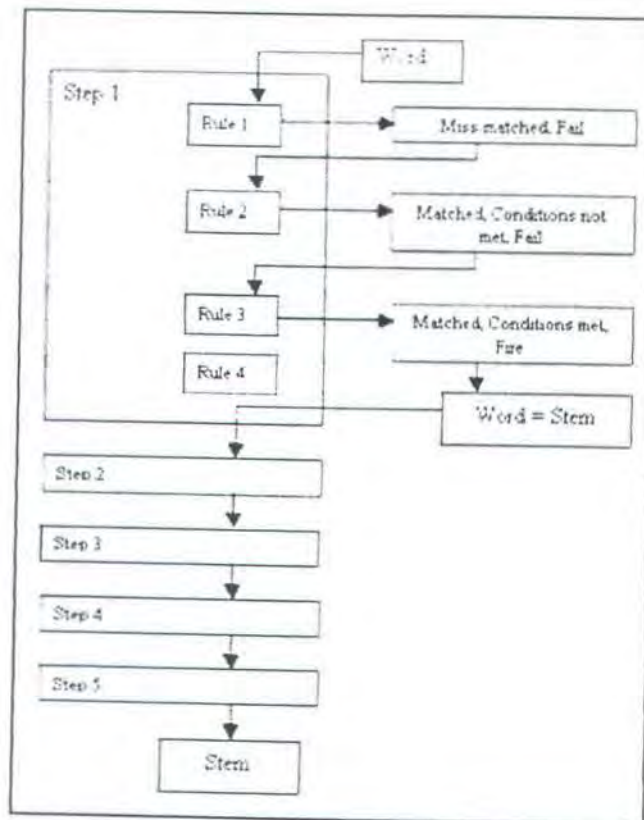 Word
Step 1
Rule 1
Miss matched, Fail
Rule 2
Matched, Conditions not
met, Fail
Rule 3
Matched, Conditions met,
Fire
Rule 4
Word = Stem
Step 2
Step 3
Step 4
Step 5
Stem